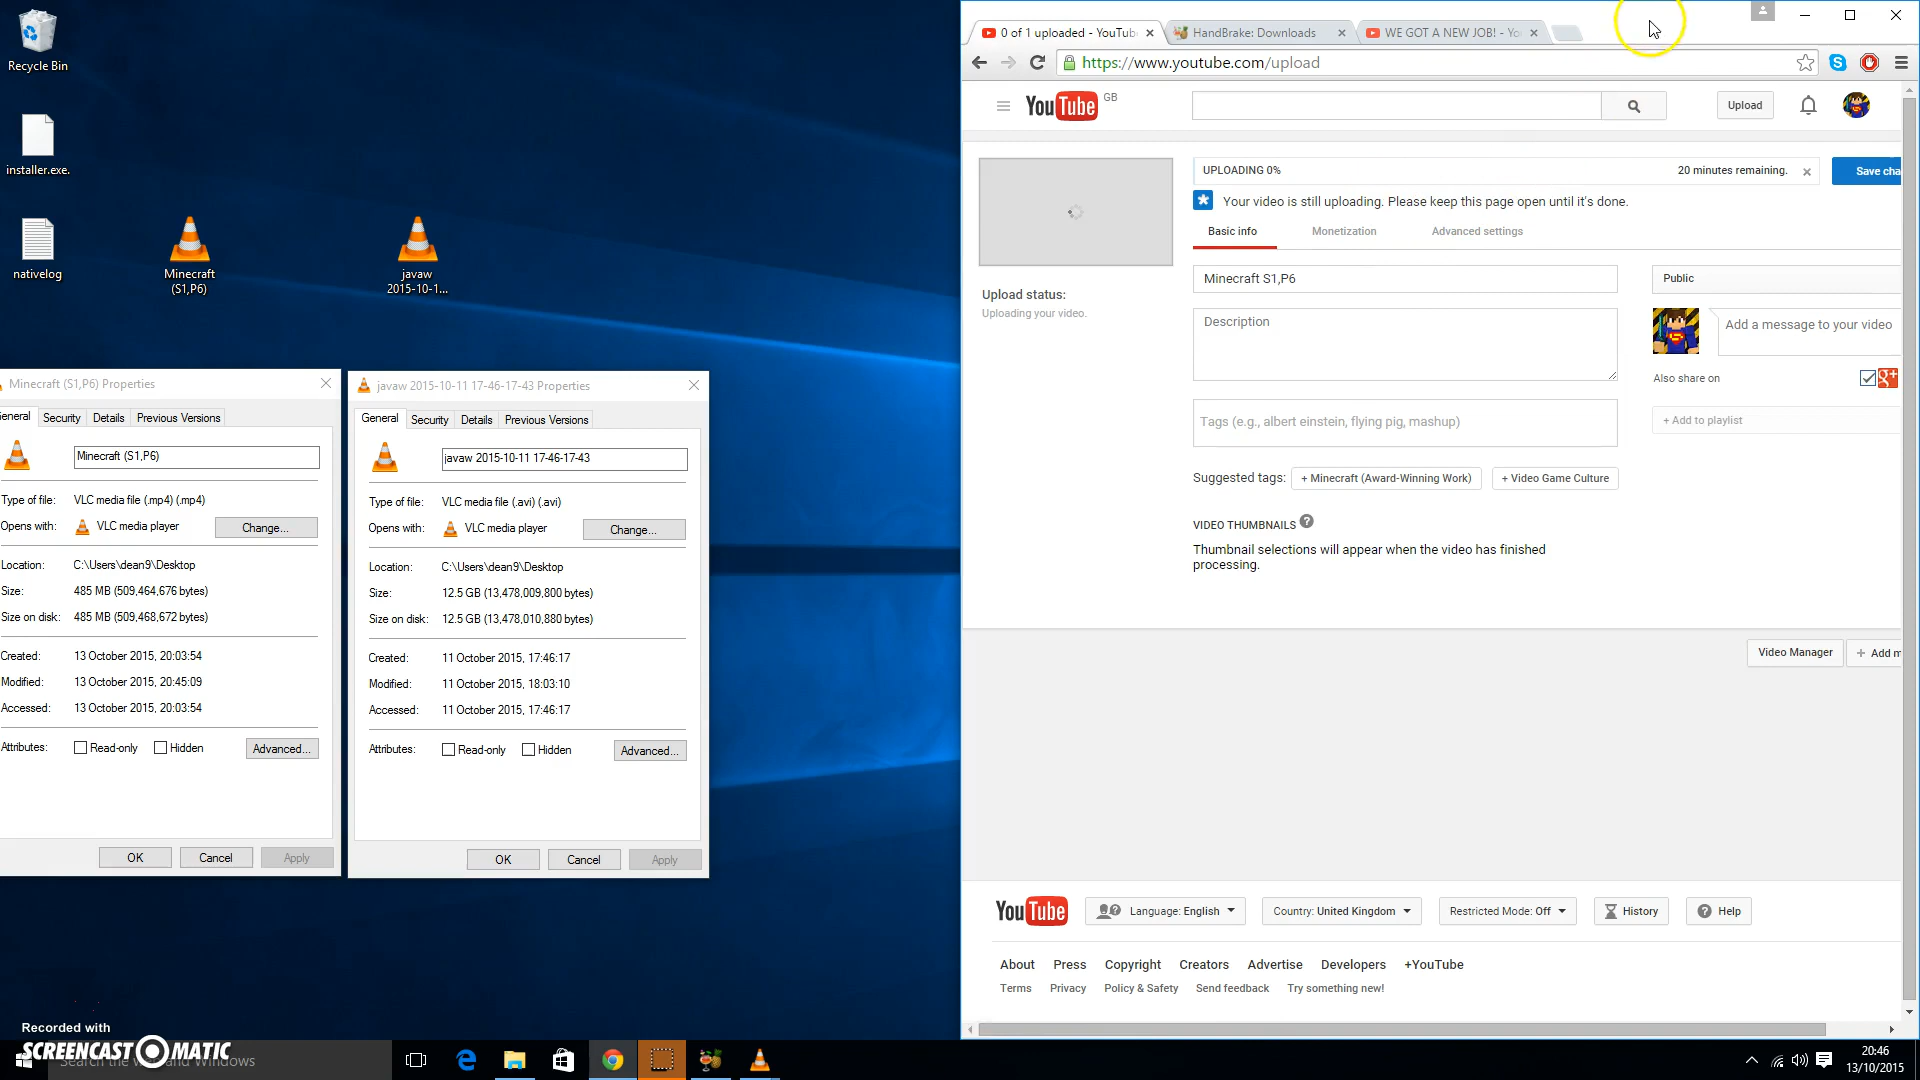 Recycle Bin
installer.exe.
nativelog
Minecraft
(S1,P6)
javaw
2015-10-1...
Minecraft (S1,P6) Properties
General
Security
Details
Previous Versions
Minecraft (S1,P6)
Type of file:
VLC media file (.mp4) (.mp4)
Opens with:
VLC media player
Change...
Location:
C:\Users\dean9\Desktop
Size:
485 MB (509,464,676 bytes)
Size on disk:
485 MB (509,468,672 bytes)
Created:
13 October 2015, 20:03:54
Modified:
13 October 2015, 20:45:09
Accessed:
13 October 2015, 20:03:54
Attributes:
Read-only
Hidden
Advanced...
OK
Cancel
Apply
javaw 2015-10-11 17-46-17-43 Properties
General
Security
Details
Previous Versions
javaw 2015-10-11 17-46-17-43
Type of file:
VLC media file (.avi) (.avi)
Opens with:
VLC media player
Change...
Location:
C:\Users\dean9\Desktop
Size:
12.5 GB (13,478,009,800 bytes)
Size on disk:
12.5 GB (13,478,010,880 bytes)
Created:
11 October 2015, 17:46:17
Modified:
11 October 2015, 18:03:10
Accessed:
11 October 2015, 17:46:17
Attributes:
Read-only
Hidden
Advanced...
OK
Cancel
Apply
0 of 1 uploaded - YouTub
HandBrake: Downloads
WE GOT A NEW JOB! - Yo
https://www.youtube.com/upload
YouTube GB
Upload
UPLOADING 0%
20 minutes remaining.
Save cha
Your video is still uploading. Please keep this page open until it's done.
Basic info
Monetization
Advanced settings
Upload status:
Uploading your video.
Minecraft S1,P6
Public
Description
Add a message to your video
Also share on
Tags (e.g., albert einstein, flying pig, mashup)
+ Add to playlist
Suggested tags:
+ Minecraft (Award-Winning Work)
+ Video Game Culture
VIDEO THUMBNAILS ?
Thumbnail selections will appear when the video has finished
processing.
Video Manager
+ Add m
YouTube
Language: English
Country: United Kingdom
Restricted Mode: Off
History
Help
About
Press
Copyright
Creators
Advertise
Developers
+YouTube
Terms
Privacy
Policy & Safety
Send feedback
Try something new!
Recorded with
SCREENCAST O MATIC
Search the web and Windows
20:46
13/10/2015